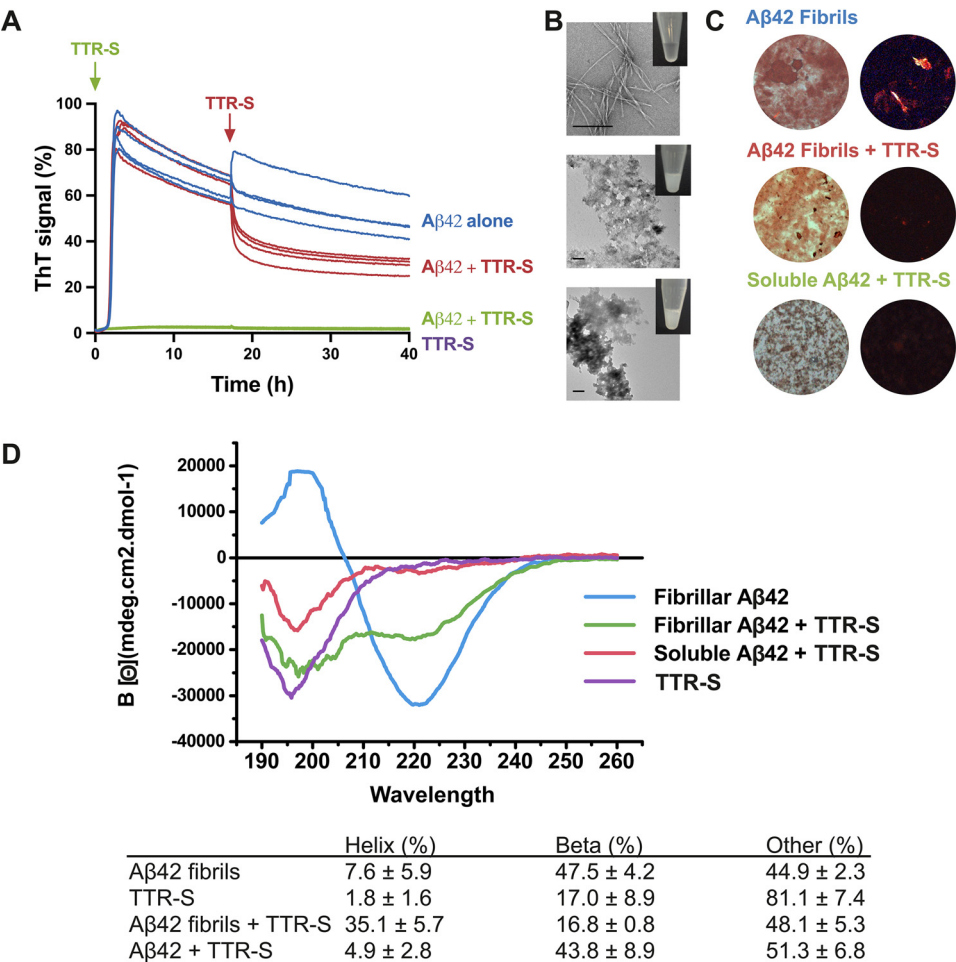 A
TTR-S
TTR-S
100
80
60
40
20
0
ThT signal (%)
0
10
20
30
40
Time (h)
Aβ42 alone
Aβ42 + TTR-S
Aβ42 + TTR-S
TTR-S
B
C
Aβ42 Fibrils
Aβ42 Fibrils + TTR-S
Soluble Aβ42 + TTR-S
D
B [Θ](mdeg.cm2.dmol-1)
20000
10000
0
-10000
-20000
-30000
-40000
190 200 210 220 230 240 250 260
Wavelength
Fibrillar Aβ42
Fibrillar Aβ42 + TTR-S
Soluble Aβ42 + TTR-S
TTR-S
Helix (%) Beta (%) Other (%)
Aβ42 fibrils 7.6 ± 5.9 47.5 ± 4.2 44.9 ± 2.3
TTR-S 1.8 ± 1.6 17.0 ± 8.9 81.1 ± 7.4
Aβ42 fibrils + TTR-S 35.1 ± 5.7 16.8 ± 0.8 48.1 ± 5.3
Aβ42 + TTR-S 4.9 ± 2.8 43.8 ± 8.9 51.3 ± 6.8